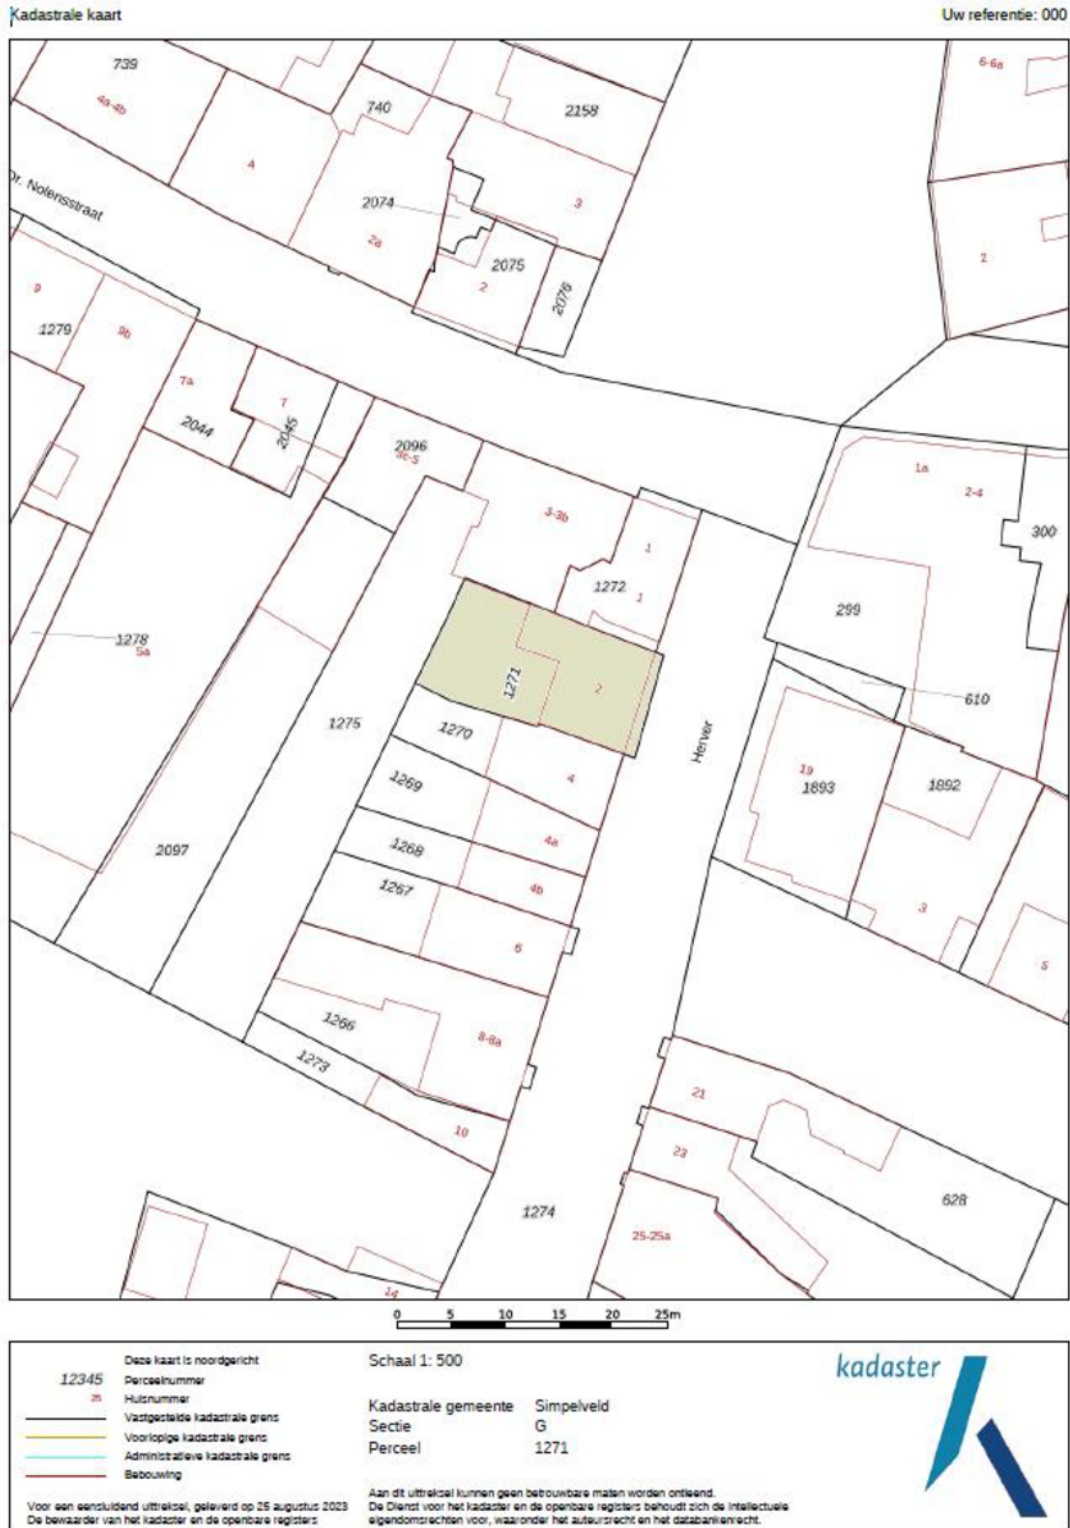 Kadastrale kaart
Uw referentie: 000
739
4a-4b
740
2158
6-6a
4
Dr. Nolensstraat
2074
3
2a
2075
2
2076
2
9
1279
9b
7a
7
2044
2045
2096
3c-5
1a
2-4
300
3-3b
1
1272
1
299
1278
5a
1271
2
610
1275
1270
Herver
1269
4
19
1893
1892
2097
1268
4a
1267
4b
3
6
5
1266
8-8a
1273
21
10
23
1274
628
25-25a
14
0 5 10 15 20 25m
Deze kaart is noordgericht
12345 Perceelnummer
25 Huisnummer
Vastgestelde kadastrale grens
Voorlopige kadastrale grens
Administratieve kadastrale grens
Bebouwing
Voor een eensluidend uittreksel, geleverd op 25 augustus 2023
De bewaarder van het kadaster en de openbare registers
Schaal 1: 500
Kadastrale gemeente Simpelveld
Sectie G
Perceel 1271
Aan dit uittreksel kunnen geen betrouwbare maten worden ontleend.
De Dienst voor het kadaster en de openbare registers behoudt zich de intellectuele
eigendomsrechten voor, waaronder het auteursrecht en het databankenrecht.
kadaster